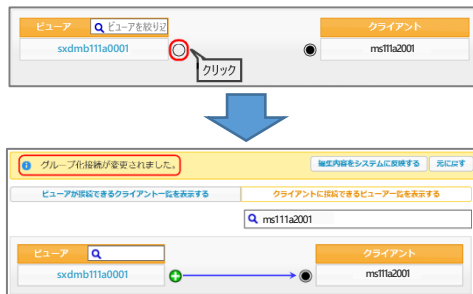 ビューア ビューアを絞り込 クライアント
sxdmb111a0001 ms111a2001
クリック
グループ化接続が変更されました。 編集内容をシステムに反映する 元に戻す
ビューアが接続できるクライアント一覧を表示する クライアントに接続できるビューアー覧を表示する
ms111a2001
ビューア クライアント
sxdmb111a0001 ms111a2001